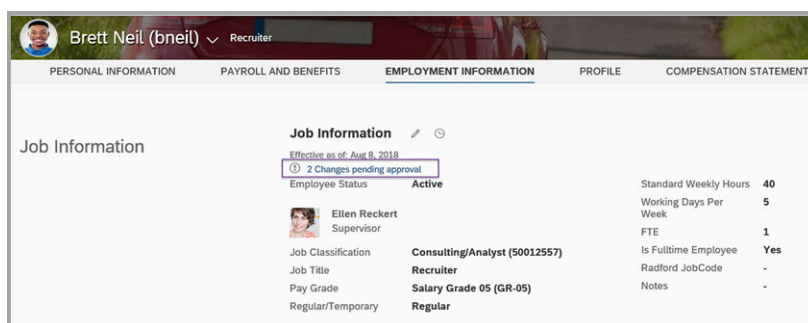 Brett Neil (bneil) Recruiter
PERSONAL INFORMATION PAYROLL AND BENEFITS EMPLOYMENT INFORMATION PROFILE COMPENSATION STATEMENT
Job Information
Job Information
Effective as of: Aug 8, 2018
2 Changes pending approval
Employee Status Active
Ellen Reckert
Supervisor
Job Classification Consulting/Analyst (50012557)
Job Title Recruiter
Pay Grade Salary Grade 05 (GR-05)
Regular/Temporary Regular
Standard Weekly Hours 40
Working Days Per Week 5
FTE 1
Is Fulltime Employee Yes
Radford JobCode -
Notes -